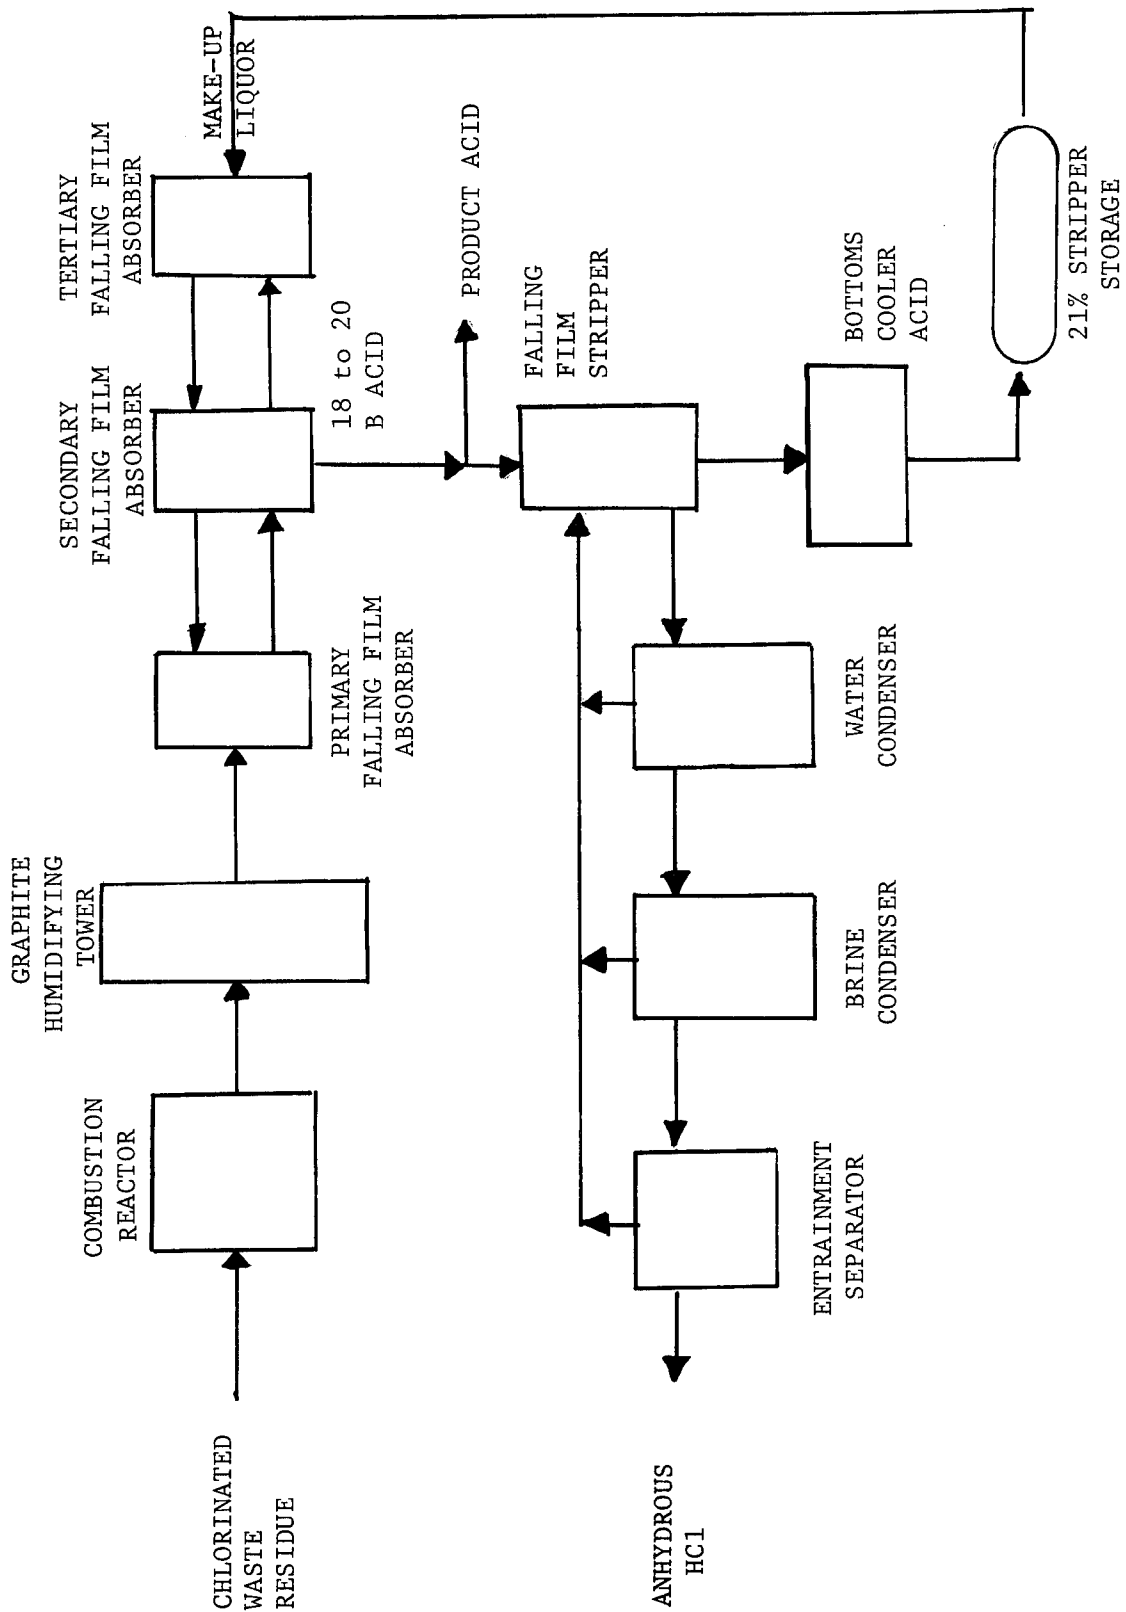 CHLORINATED
WASTE
RESIDUE
COMBUSTION
REACTOR
GRAPHITE
HUMIDIFYING
TOWER
PRIMARY
FALLING FILM
ABSORBER
SECONDARY
FALLING FILM
ABSORBER
TERTIARY
FALLING FILM
ABSORBER
MAKE-UP
LIQUOR
18 to 20
B ACID
PRODUCT ACID
FALLING
FILM
STRIPPER
BOTTOMS
COOLER
ACID
21% STRIPPER
STORAGE
WATER
CONDENSER
BRINE
CONDENSER
ENTRAINMENT
SEPARATOR
ANHYDROUS
HCl